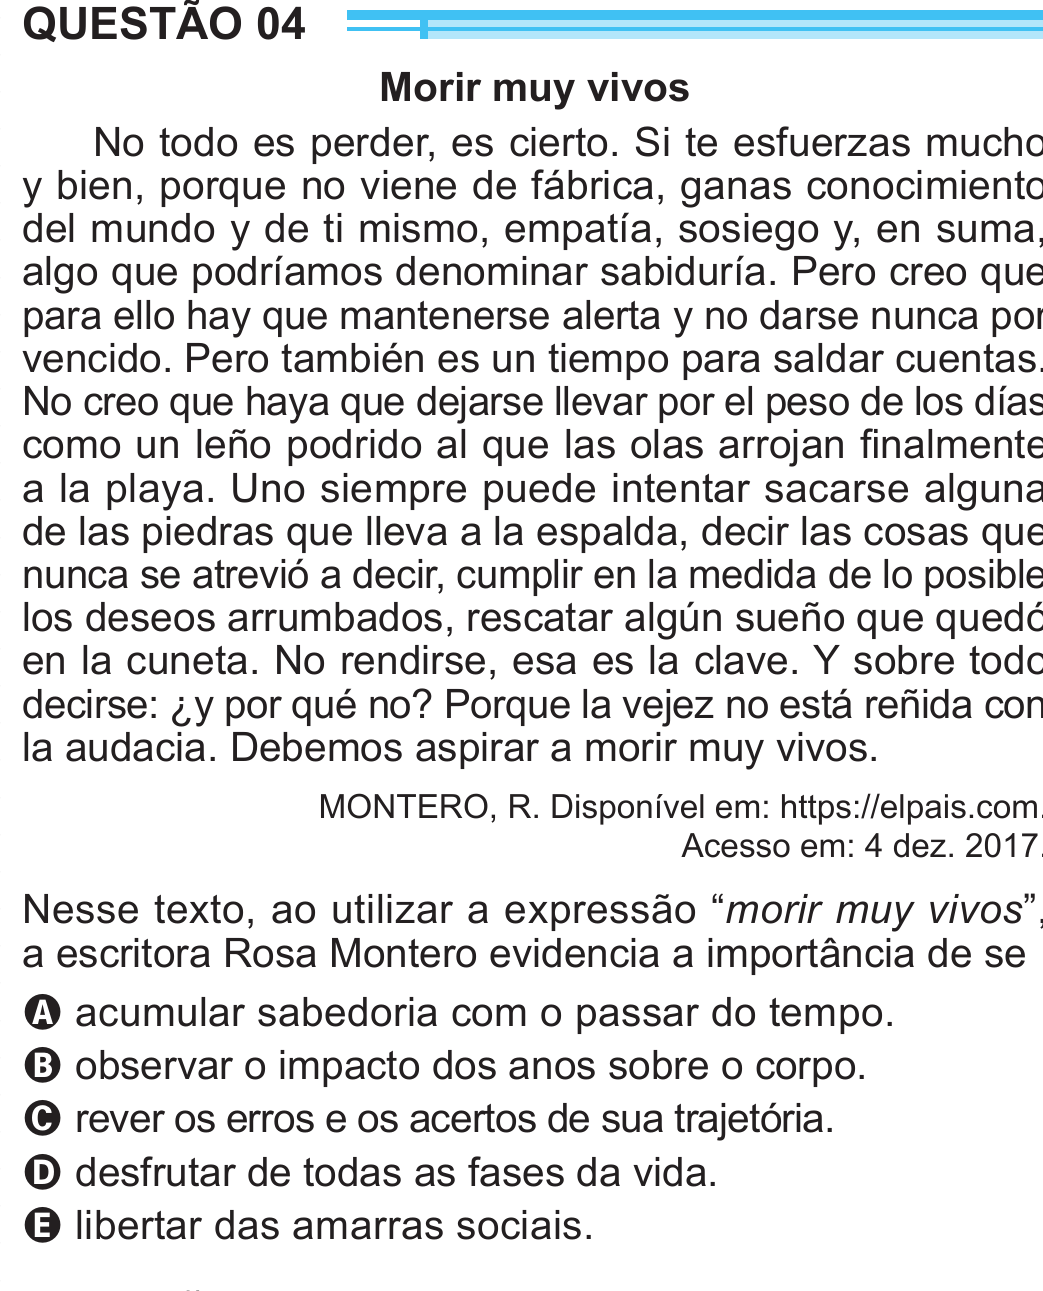 QUESTÃO 04
Morir muy vivos
No todo es perder, es cierto. Si te esfuerzas mucho
y bien, porque no viene de fábrica, ganas conocimiento
del mundo y de ti mismo, empatía, sosiego y, en suma,
algo que podríamos denominar sabiduría. Pero creo que
para ello hay que mantenerse alerta y no darse nunca por
vencido. Pero también es un tiempo para saldar cuentas.
No creo que haya que dejarse llevar por el peso de los días
como un leño podrido al que las olas arrojan finalmente
a la playa. Uno siempre puede intentar sacarse alguna
de las piedras que lleva a la espalda, decir las cosas que
nunca se atrevió a decir, cumplir en la medida de lo posible
los deseos arrumbados, rescatar algún sueño que quedó
en la cuneta. No rendirse, esa es la clave. Y sobre todo
decirse: ¿y por qué no? Porque la vejez no está reñida con
la audacia. Debemos aspirar a morir muy vivos.
MONTERO, R. Disponível em: https://elpais.com.
Acesso em: 4 dez. 2017.
Nesse texto, ao utilizar a expressão “morir muy vivos”,
a escritora Rosa Montero evidencia a importância de se
A acumular sabedoria com o passar do tempo.
B observar o impacto dos anos sobre o corpo.
C rever os erros e os acertos de sua trajetória.
D desfrutar de todas as fases da vida.
E libertar das amarras sociais.